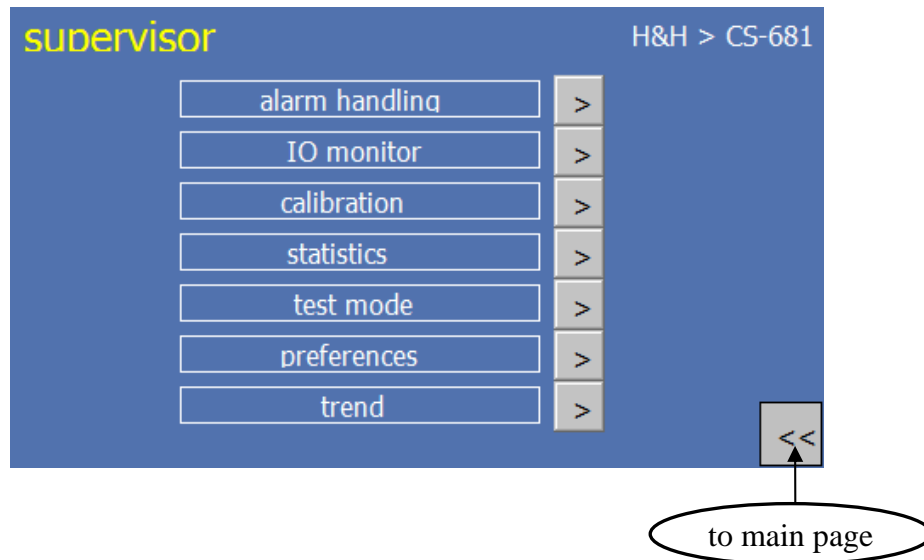 supervisor
H&H > CS-681
alarm handling >
IO monitor >
calibration >
statistics >
test mode >
preferences >
trend >
<<
to main page